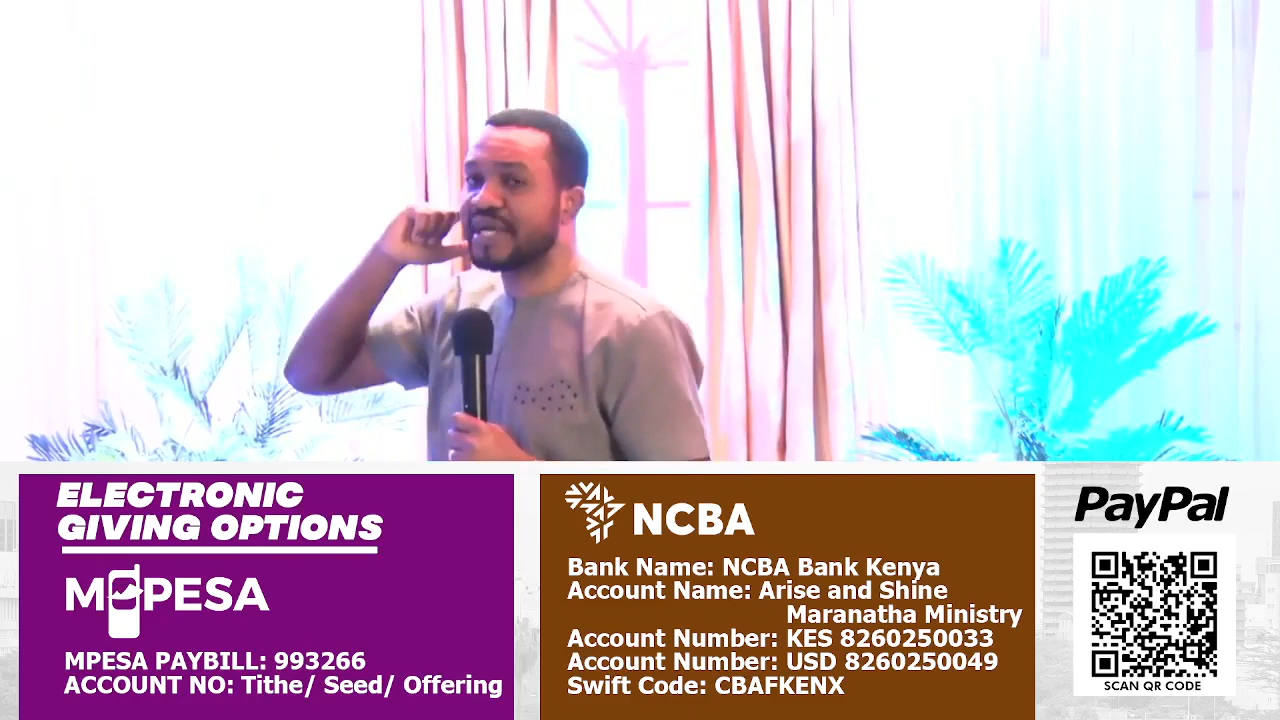 ELECTRONIC
GIVING OPTIONS
M-PESA
MPESA PAYBILL: 993266
ACCOUNT NO: Tithe/ Seed/ Offering
NCBA
Bank Name: NCBA Bank Kenya
Account Name: Arise and Shine
Maranatha Ministry
Account Number: KES 8260250033
Account Number: USD 8260250049
Swift Code: CBAFKENX
PayPal
SCAN QR CODE